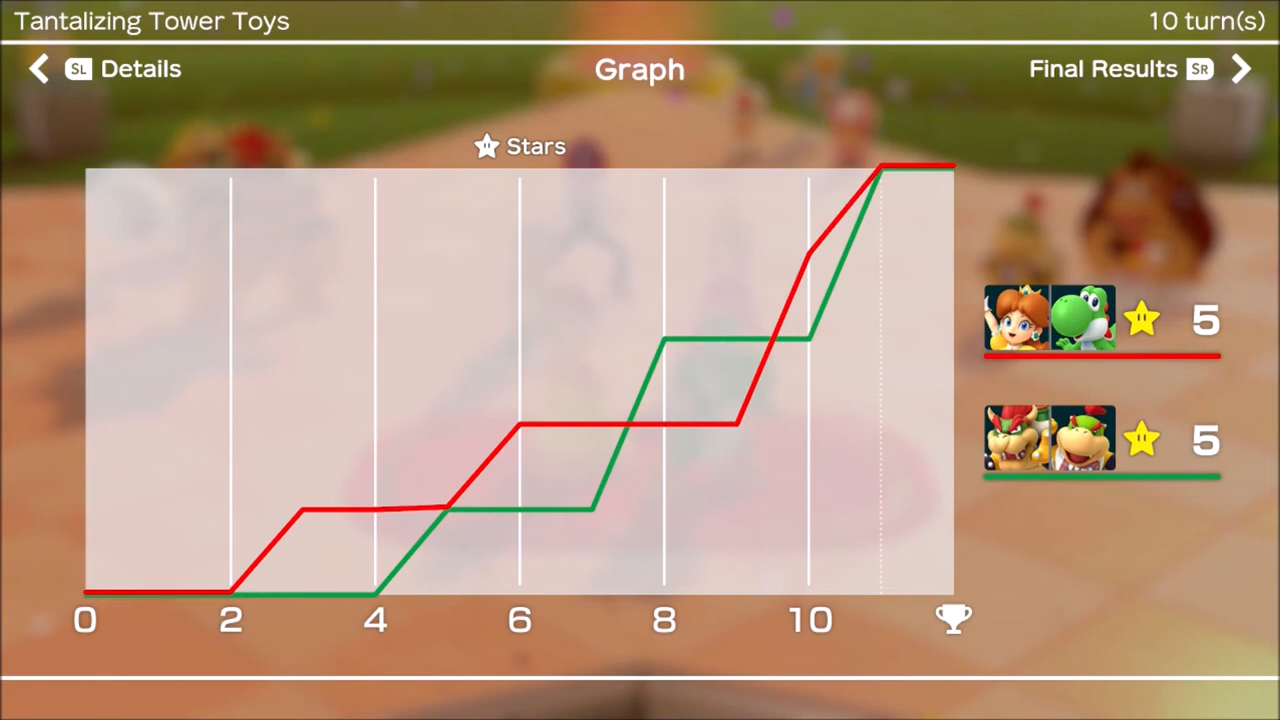 Tantalizing Tower Toys 10 turn(s)
SL Details Graph Final Results SR
Stars
5
5
0 2 4 6 8 10